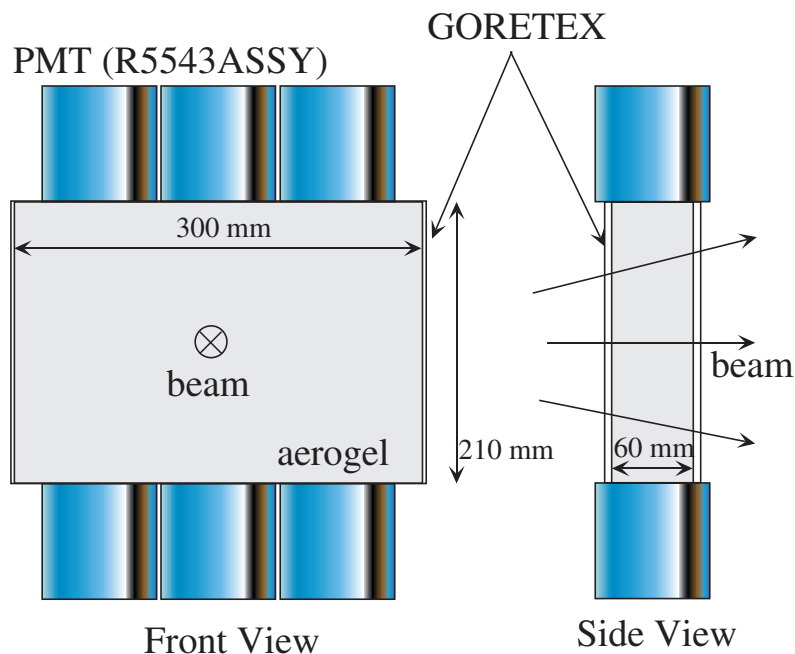 GORETEX
PMT (R5543ASSY)
300 mm
beam
aerogel
210 mm
beam
60 mm
Front View
Side View